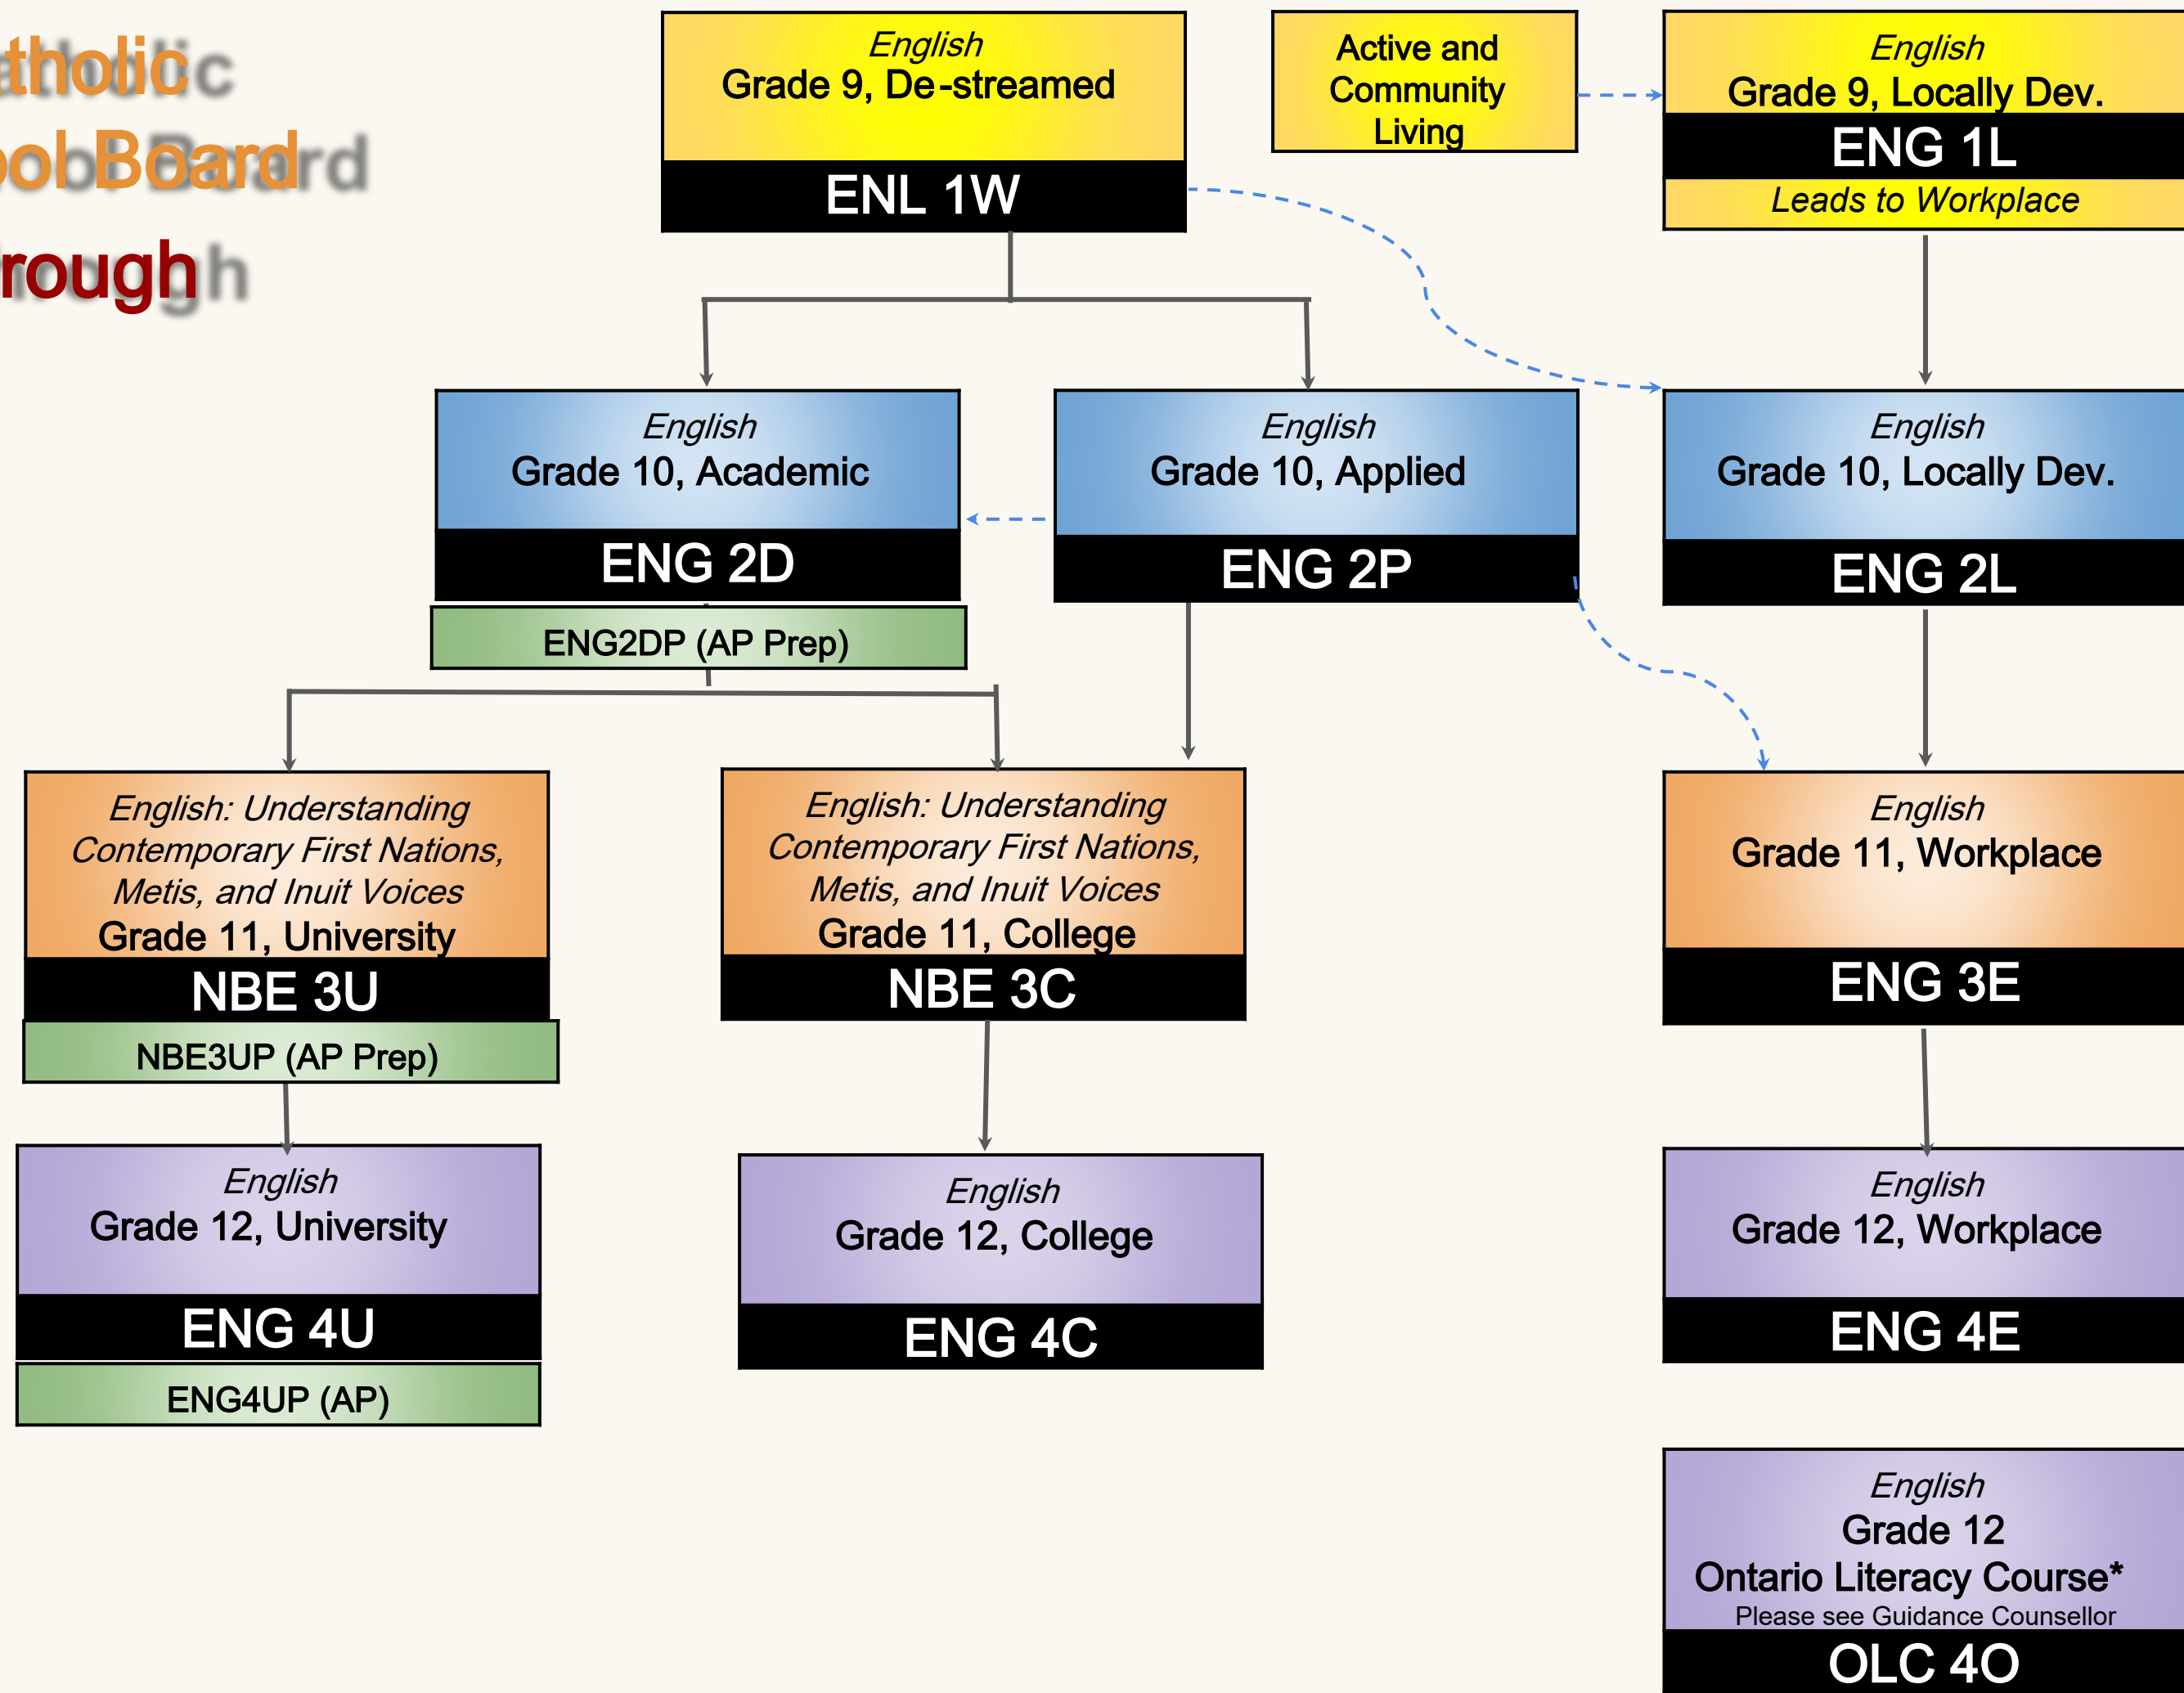 tholic
ool Board
rough
English
Grade 9, De-streamed
ENL 1W
Active and
Community
Living
English
Grade 9, Locally Dev.
ENG 1L
Leads to Workplace
English
Grade 10, Academic
ENG 2D
ENG2DP (AP Prep)
English
Grade 10, Applied
ENG 2P
English
Grade 10, Locally Dev.
ENG 2L
English: Understanding
Contemporary First Nations,
Metis, and Inuit Voices
Grade 11, University
NBE 3U
NBE3UP (AP Prep)
English: Understanding
Contemporary First Nations,
Metis, and Inuit Voices
Grade 11, College
NBE 3C
English
Grade 11, Workplace
ENG 3E
English
Grade 12, University
ENG 4U
ENG4UP (AP)
English
Grade 12, College
ENG 4C
English
Grade 12, Workplace
ENG 4E
English
Grade 12
Ontario Literacy Course*
Please see Guidance Counsellor
OLC 4O